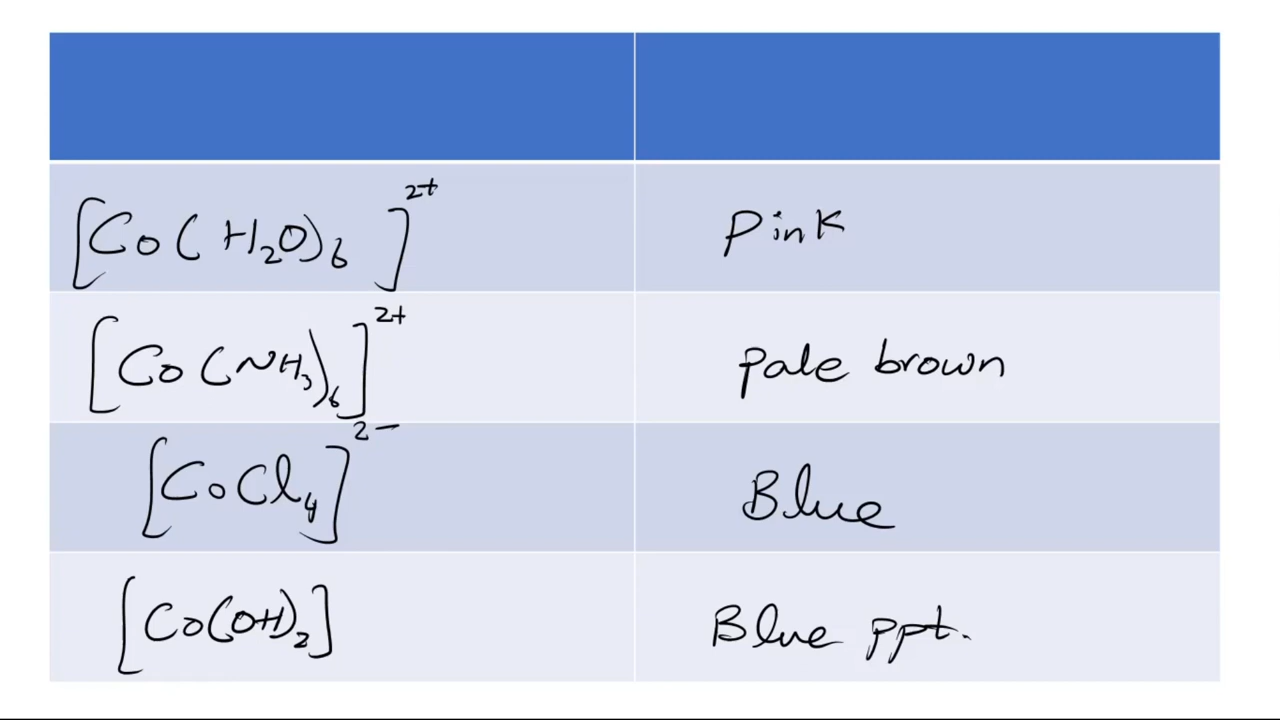 [Co(H₂O)₆]²⁺ Pink
[Co(NH₃)₆]²⁺ pale brown
[CoCl₄]²⁻ Blue
[Co(OH)₂] Blue ppt.